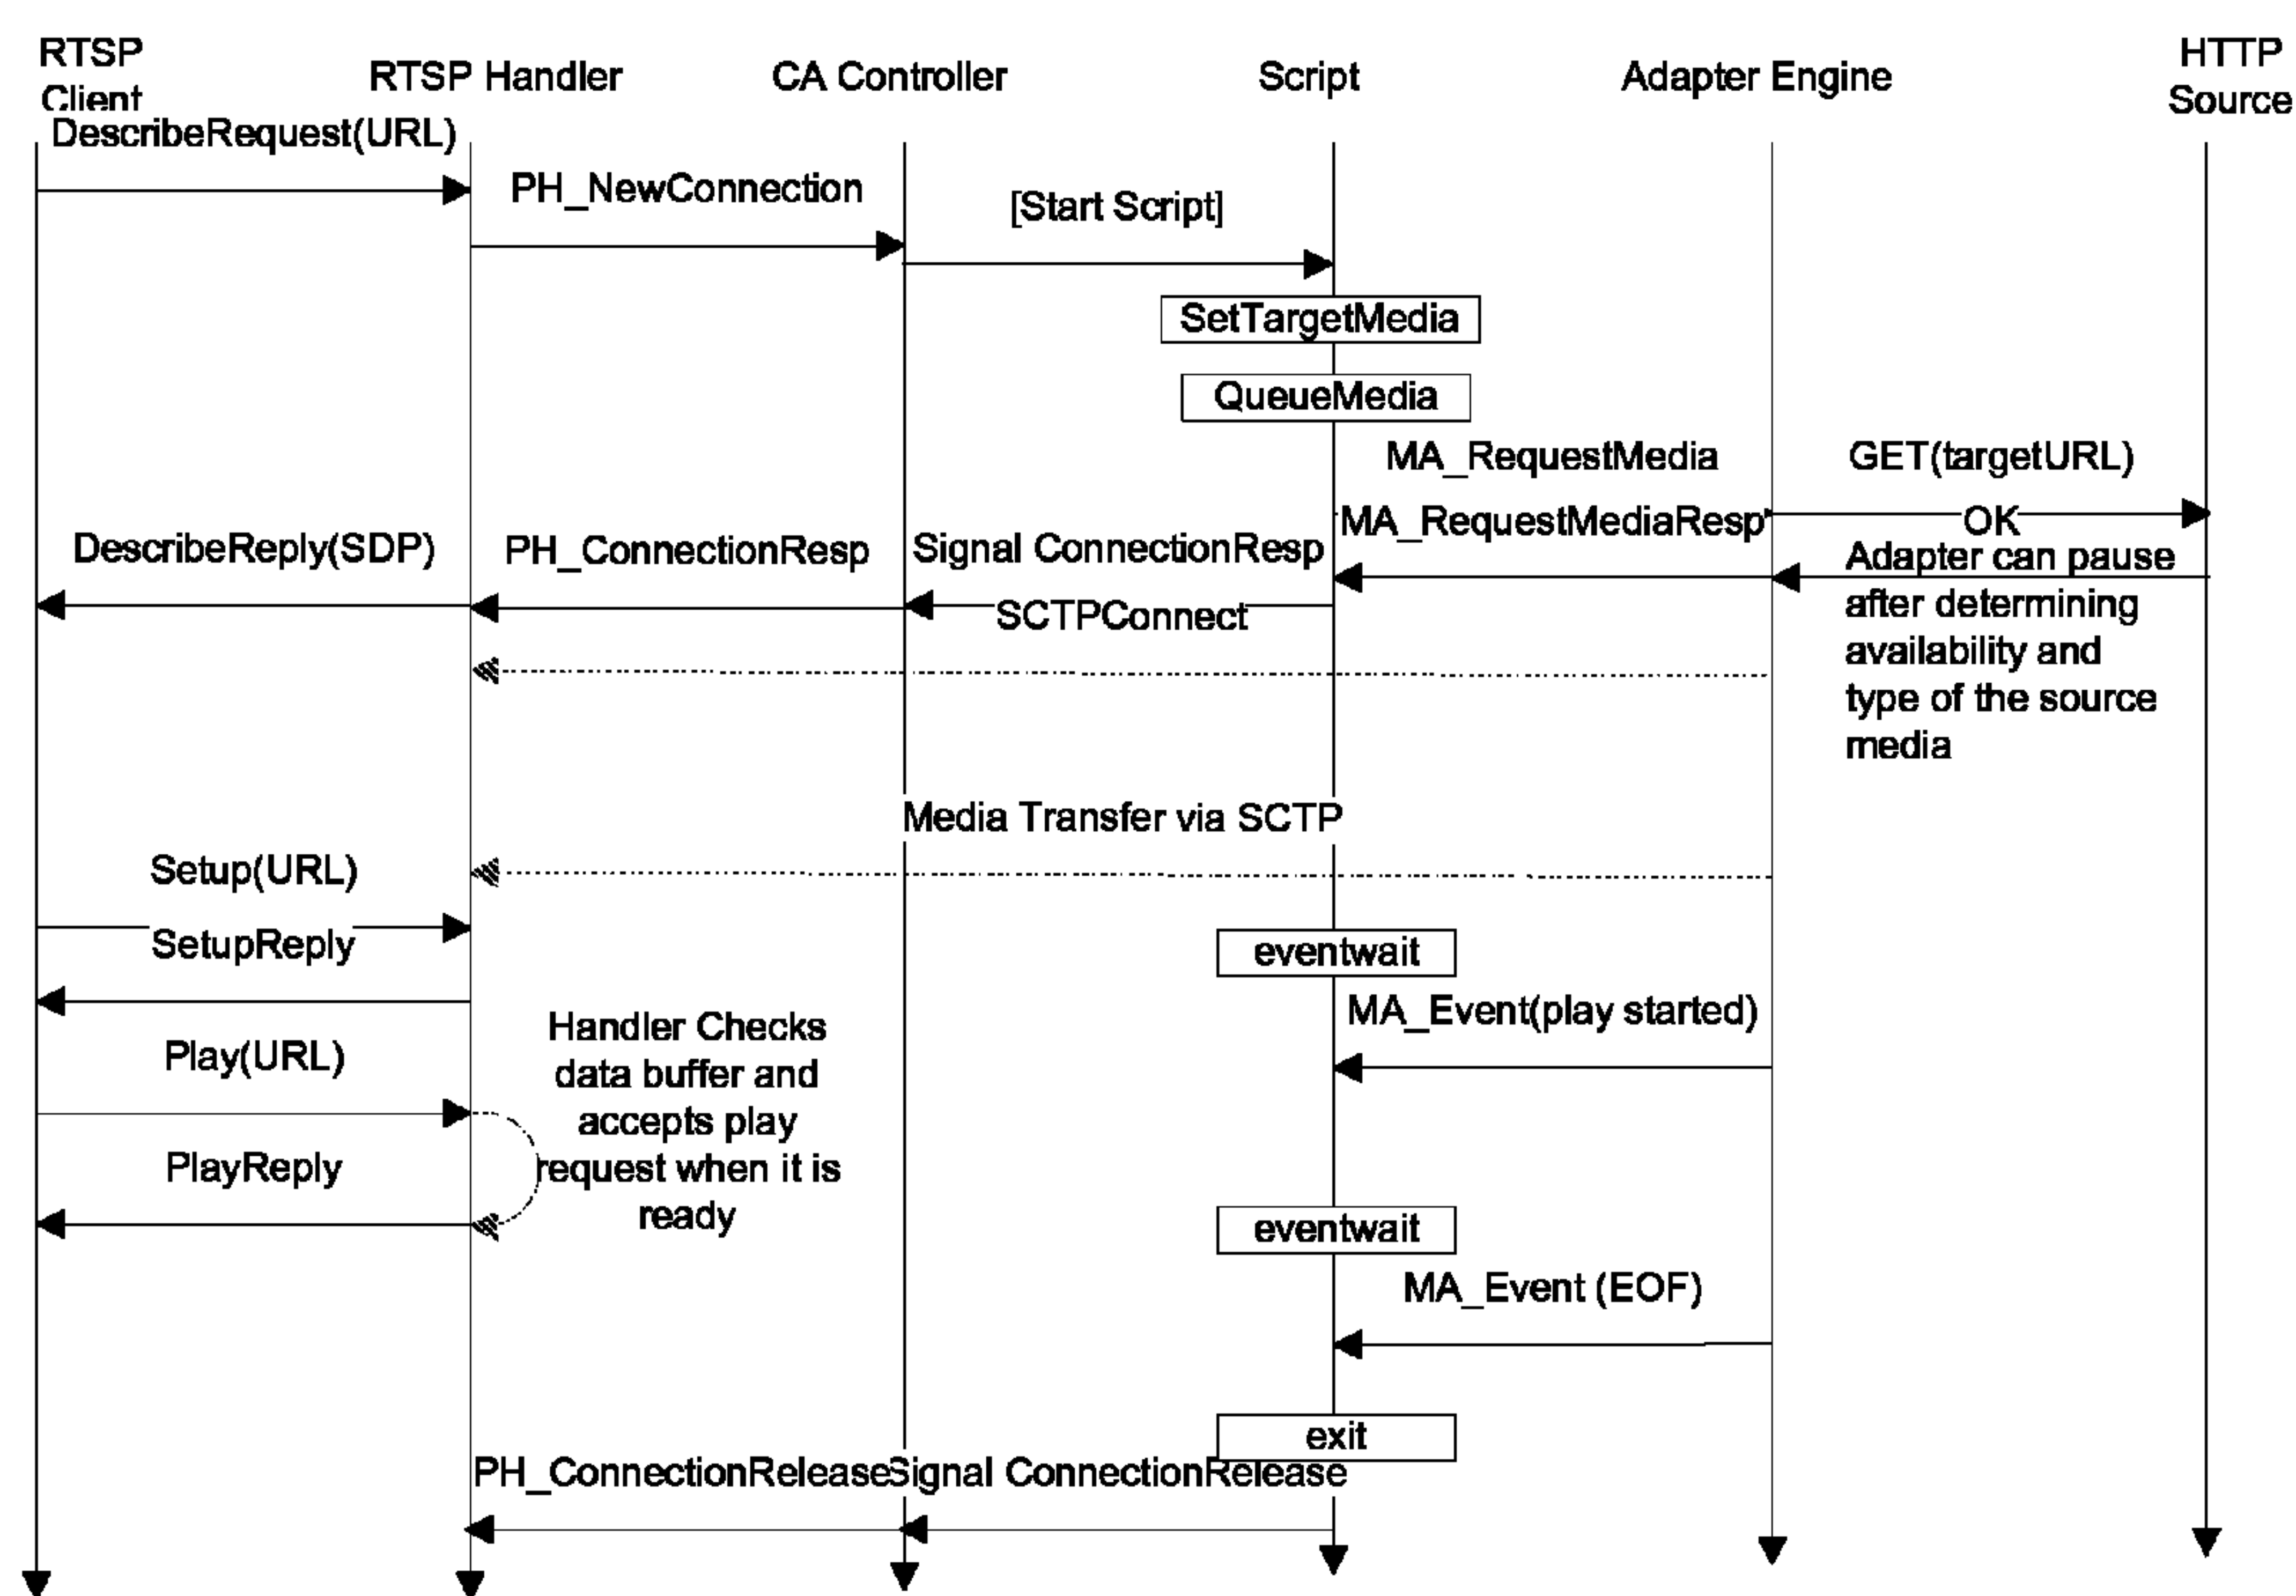 RTSP
Client
RTSP Handler
CA Controller
Script
Adapter Engine
HTTP
Source
DescribeRequest(URL)
PH_NewConnection
[Start Script]
SetTargetMedia
QueueMedia
MA_RequestMedia
GET(targetURL)
MA_RequestMediaResp
OK
DescribeReply(SDP)
PH_ConnectionResp
Signal ConnectionResp
Adapter can pause
after determining
availability and
type of the source
media
SCTPConnect
Media Transfer via SCTP
Setup(URL)
SetupReply
eventwait
MA_Event(play started)
Handler Checks
data buffer and
accepts play
request when it is
ready
Play(URL)
PlayReply
eventwait
MA_Event (EOF)
exit
PH_ConnectionRelease
Signal ConnectionRelease